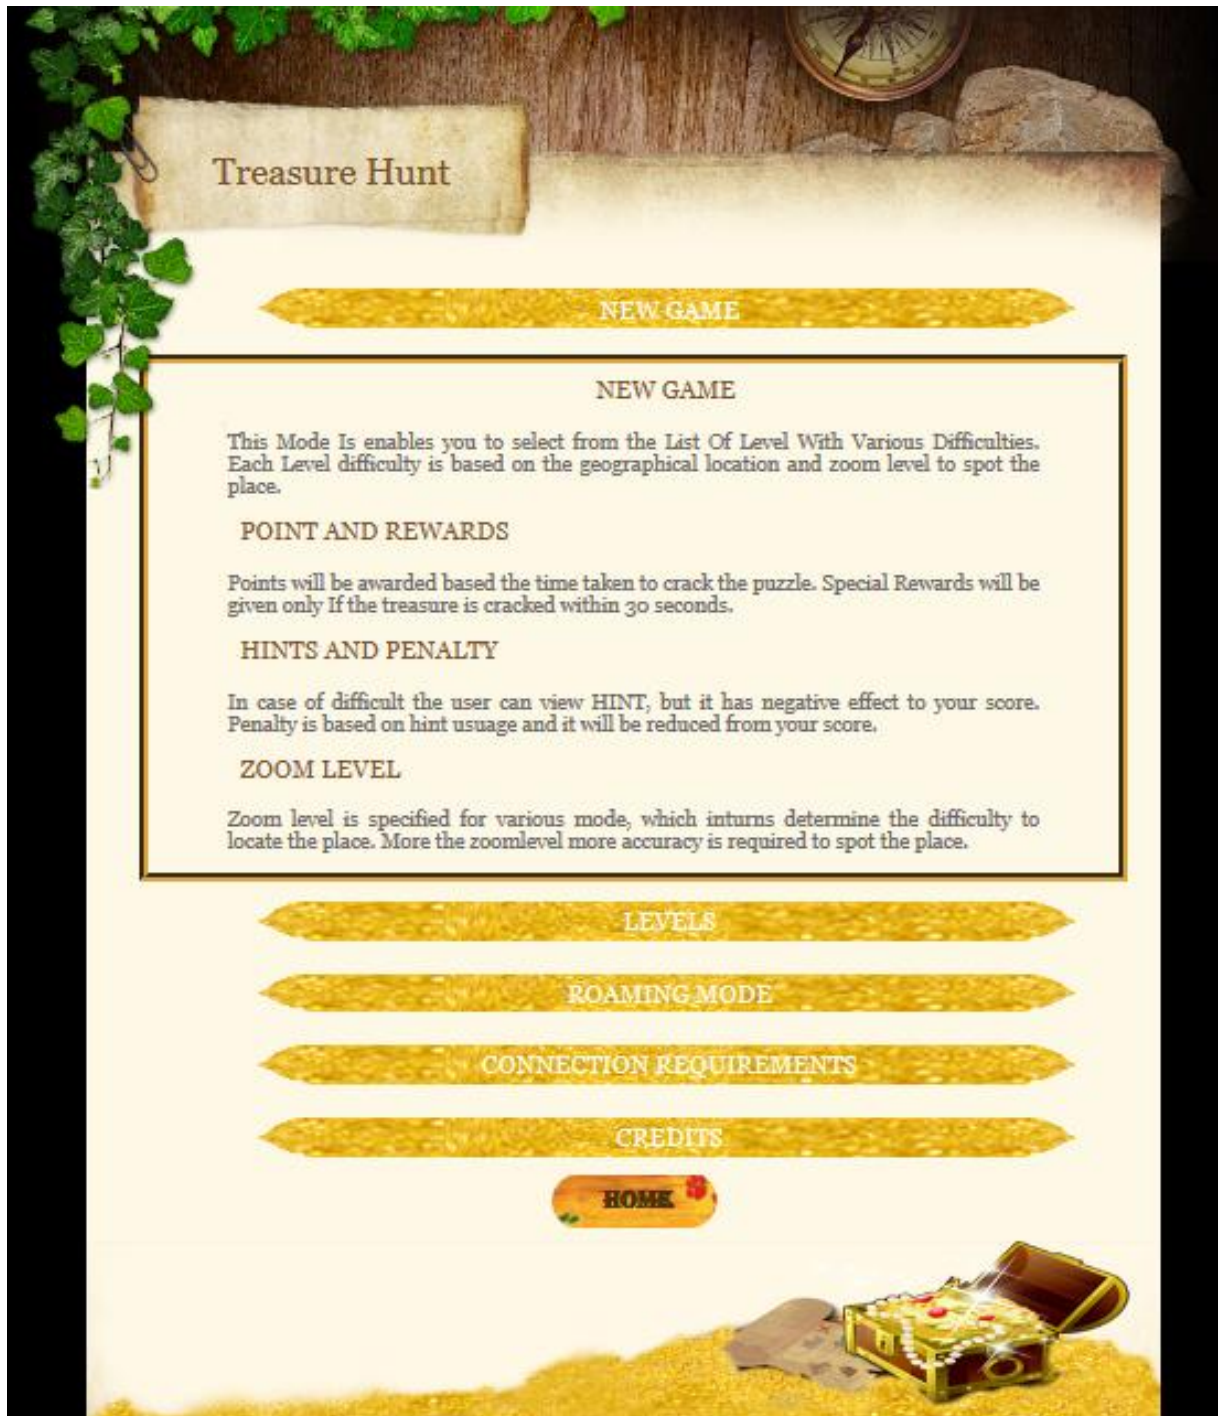 Treasure Hunt
NEW GAME
NEW GAME
This Mode Is enables you to select from the List Of Level With Various Difficulties.
Each Level difficulty is based on the geographical location and zoom level to spot the
place.
POINT AND REWARDS
Points will be awarded based the time taken to crack the puzzle. Special Rewards will be
given only If the treasure is cracked within 30 seconds.
HINTS AND PENALTY
In case of difficult the user can view HINT, but it has negative effect to your score.
Penalty is based on hint usuage and it will be reduced from your score.
ZOOM LEVEL
Zoom level is specified for various mode, which inturns determine the difficulty to
locate the place. More the zoomlevel more accuracy is required to spot the place.
LEVELS
ROAMING MODE
CONNECTION REQUIREMENTS
CREDITS
HOME